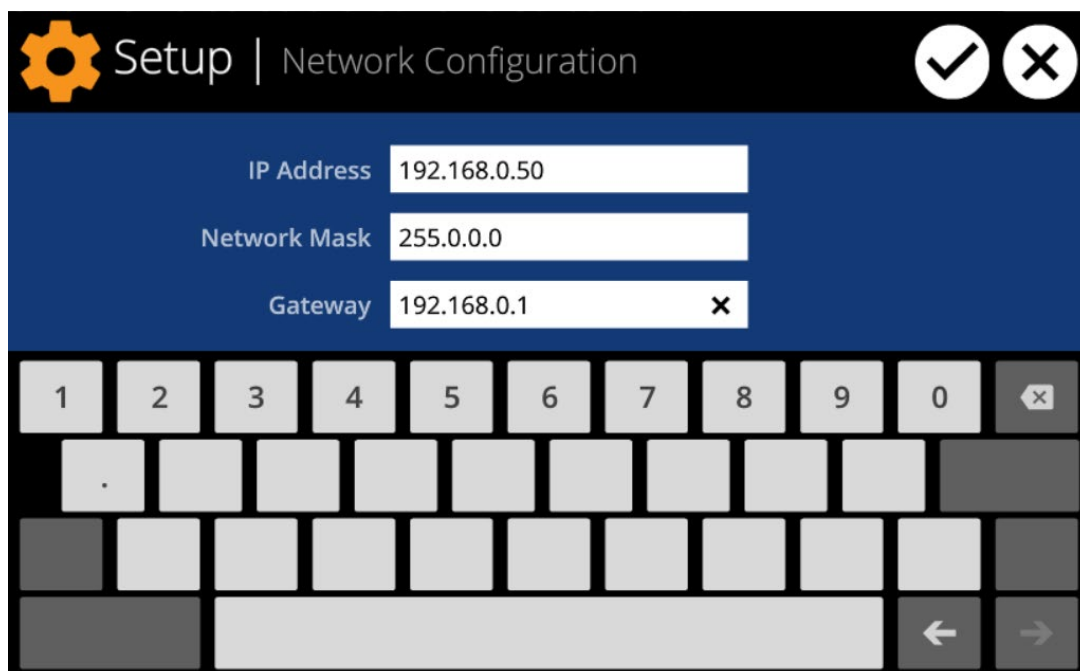 Setup | Network Configuration
IP Address 192.168.0.50
Network Mask 255.0.0.0
Gateway 192.168.0.1
1 2 3 4 5 6 7 8 9 0
.